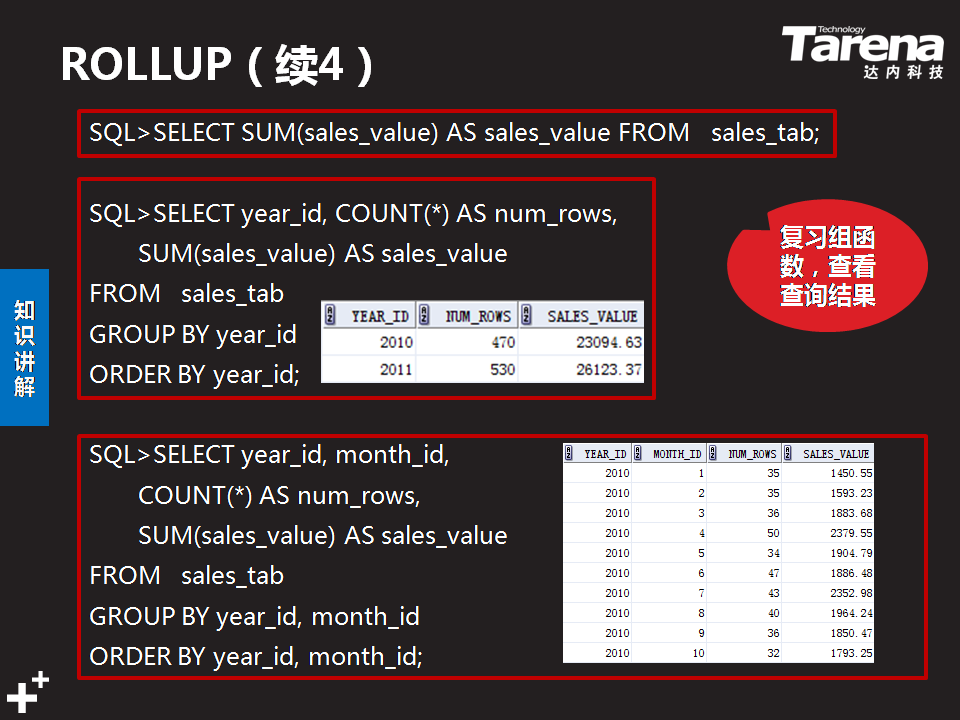 ROLLUP（续4）
Technology
Tarena
达内科技
SQL>SELECT SUM(sales_value) AS sales_value FROM sales_tab;
SQL>SELECT year_id, COUNT(*) AS num_rows,
SUM(sales_value) AS sales_value
FROM sales_tab
GROUP BY year_id
ORDER BY year_id;
YEAR_ID NUM_ROWS SALES_VALUE
2010 470 23094.63
2011 530 26123.37
复习组函
数，查看
查询结果
知
识
讲
解
SQL>SELECT year_id, month_id,
COUNT(*) AS num_rows,
SUM(sales_value) AS sales_value
FROM sales_tab
GROUP BY year_id, month_id
ORDER BY year_id, month_id;
YEAR_ID MONTH_ID NUM_ROWS SALES_VALUE
2010 1 35 1450.55
2010 2 35 1593.23
2010 3 36 1883.68
2010 4 50 2379.55
2010 5 34 1904.79
2010 6 47 1886.48
2010 7 43 2352.98
2010 8 40 1964.24
2010 9 36 1850.47
2010 10 32 1793.25